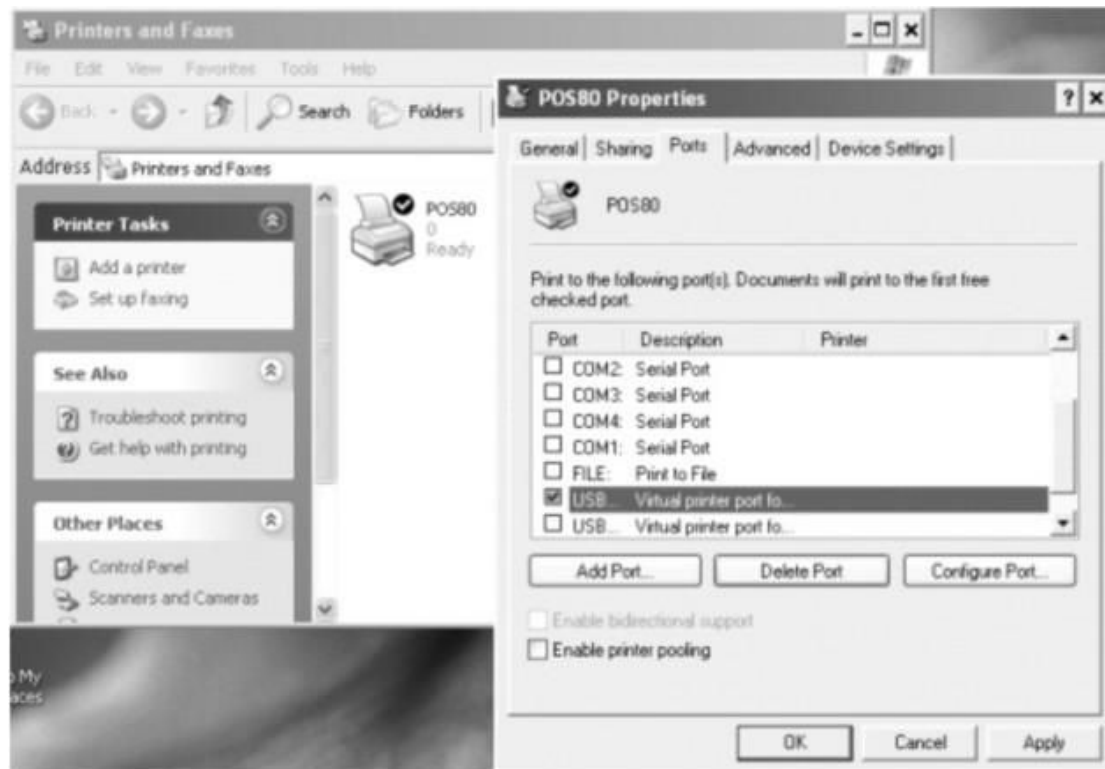 Printers and Faxes
File Edit View Favorites Tools Help
Back Search Folders
Address Printers and Faxes
Printer Tasks
Add a printer
Set up faxing
See Also
Troubleshoot printing
Get help with printing
Other Places
Control Panel
Scanners and Cameras
POS80
0
Ready
My
aces
POS80 Properties
General Sharing Ports Advanced Device Settings
POS80
Print to the following port(s). Documents will print to the first free
checked port.
Port Description Printer
COM2: Serial Port
COM3: Serial Port
COM4: Serial Port
COM1: Serial Port
FILE: Print to File
USB... Virtual printer port fo...
USB... Virtual printer port fo...
Add Port... Delete Port Configure Port...
Enable bidirectional support
Enable printer pooling
OK Cancel Apply